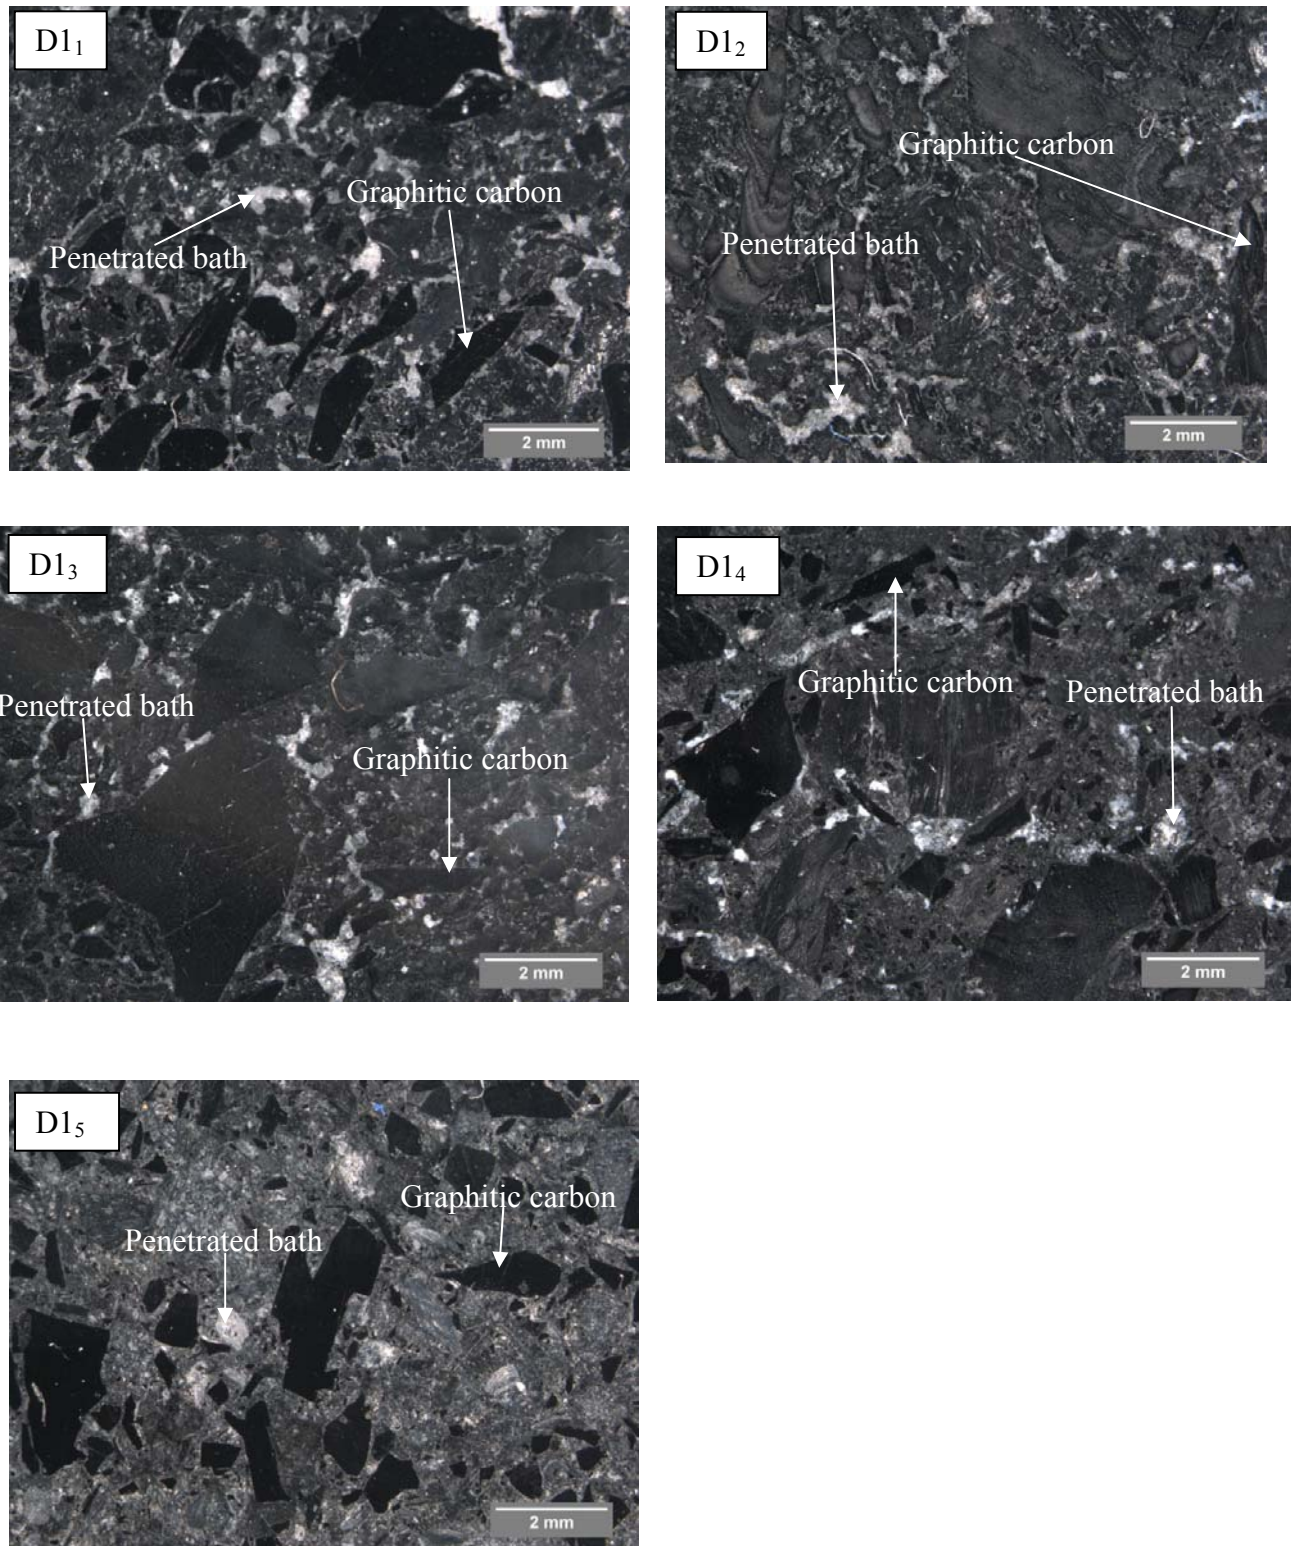 D1₁
Graphitic carbon
Penetrated bath
2 mm
D1₂
Graphitic carbon
Penetrated bath
2 mm
D1₃
Penetrated bath
Graphitic carbon
2 mm
D1₄
Graphitic carbon
Penetrated bath
2 mm
D1₅
Graphitic carbon
Penetrated bath
2 mm